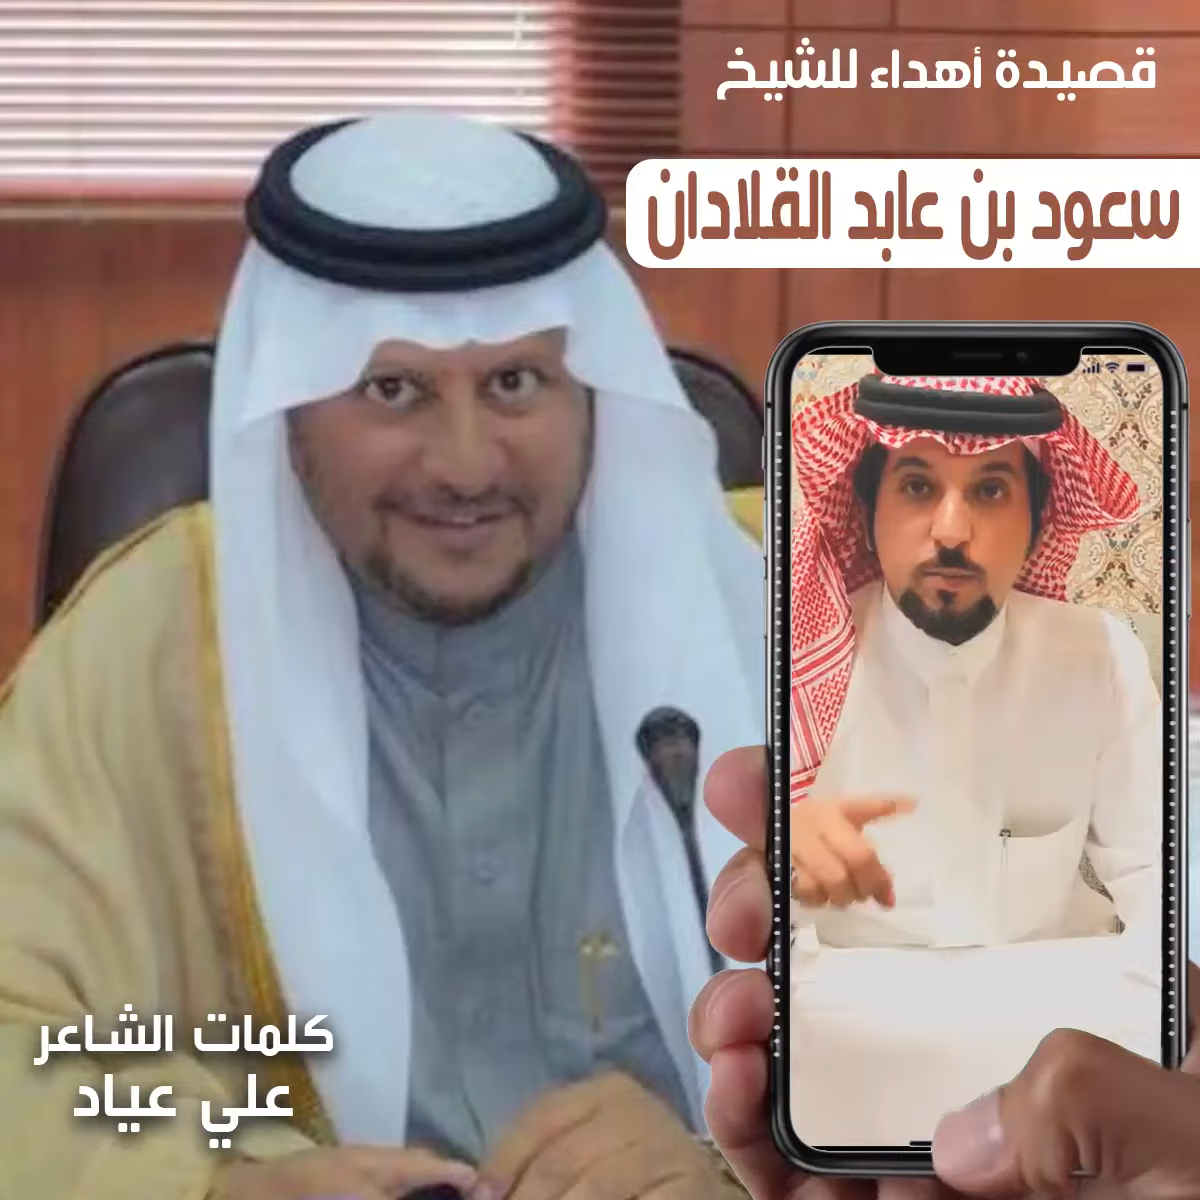 قصيدة أهداء للشيخ
سعود بن عابد القلادان
كلمات الشاعر
علي عياد